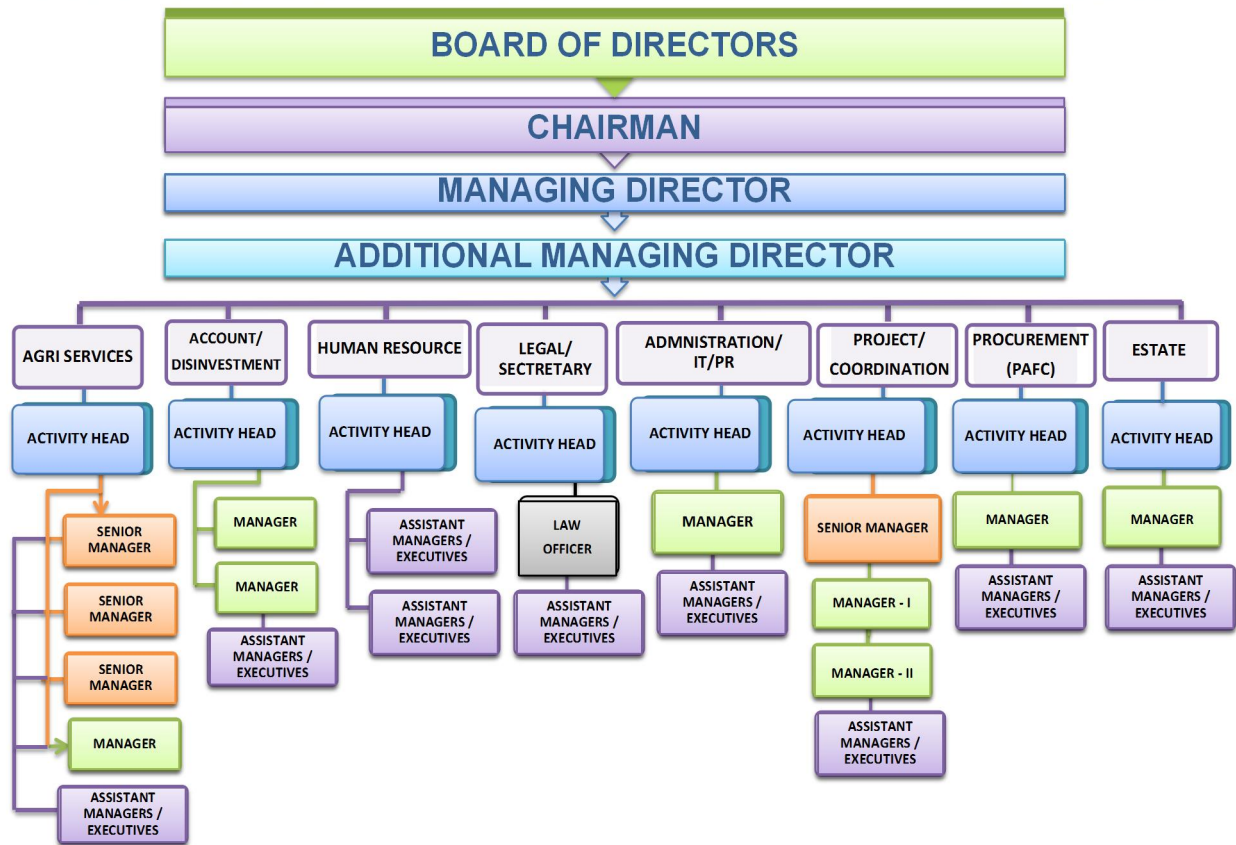 BOARD OF DIRECTORS
CHAIRMAN
MANAGING DIRECTOR
ADDITIONAL MANAGING DIRECTOR
AGRI SERVICES
ACTIVITY HEAD
SENIOR
MANAGER
SENIOR
MANAGER
SENIOR
MANAGER
MANAGER
ASSISTANT
MANAGERS /
EXECUTIVES
ACCOUNT/
DISINVESTMENT
ACTIVITY HEAD
MANAGER
MANAGER
ASSISTANT
MANAGERS /
EXECUTIVES
HUMAN RESOURCE
ACTIVITY HEAD
ASSISTANT
MANAGERS /
EXECUTIVES
ASSISTANT
MANAGERS /
EXECUTIVES
LEGAL/
SECTRETARY
ACTIVITY HEAD
LAW
OFFICER
ASSISTANT
MANAGERS /
EXECUTIVES
ADMNISTRATION/
IT/PR
ACTIVITY HEAD
MANAGER
ASSISTANT
MANAGERS /
EXECUTIVES
PROJECT/
COORDINATION
ACTIVITY HEAD
SENIOR MANAGER
MANAGER - I
MANAGER - II
ASSISTANT
MANAGERS /
EXECUTIVES
PROCUREMENT
(PAFC)
ACTIVITY HEAD
MANAGER
ASSISTANT
MANAGERS /
EXECUTIVES
ESTATE
ACTIVITY HEAD
MANAGER
ASSISTANT
MANAGERS /
EXECUTIVES